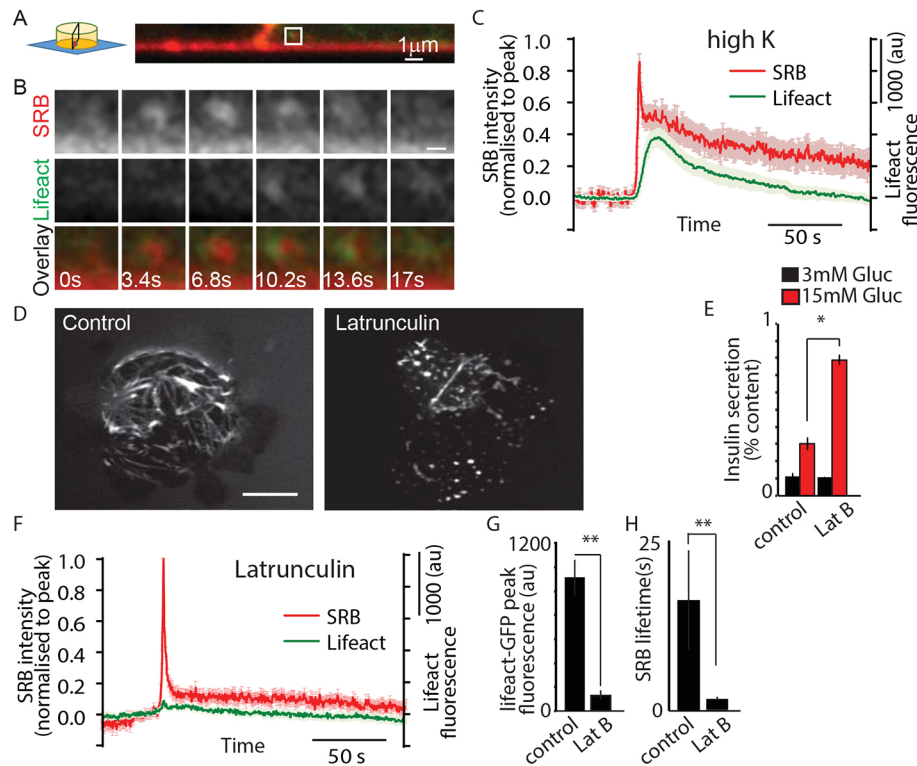 A
1μm
B
SRB
Lifeact
Overlay
0s
3.4s
6.8s
10.2s
13.6s
17s
C
high K
SRB
Lifeact
SRB intensity
(normalised to peak)
1.0
0.8
0.6
0.4
0.2
0.0
1000 (au)
Lifeact
fluorescence
Time
50 s
D
Control
Latrunculin
3mM Gluc
15mM Gluc
E
Insulin secretion
(% content)
1
0
*
control
Lat B
F
Latrunculin
SRB
Lifeact
SRB intensity
(normalised to peak)
1.0
0.8
0.6
0.4
0.2
0.0
1000 (au)
Lifeact
fluorescence
Time
50 s
G
lifeact-GFP peak
fluorescence (au)
1200
0
**
control
Lat B
H
SRB lifetime(s)
25
0
**
control
Lat B